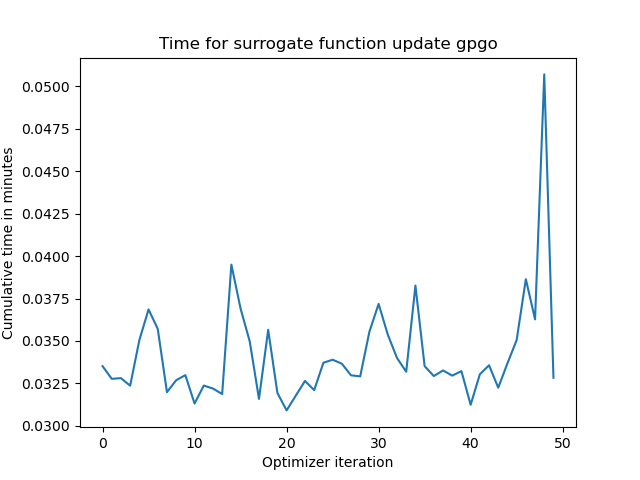 Time for surrogate function update gpgo
Cumulative time in minutes
0.0500
0.0475
0.0450
0.0425
0.0400
0.0375
0.0350
0.0325
0.0300
0 10 20 30 40 50
Optimizer iteration